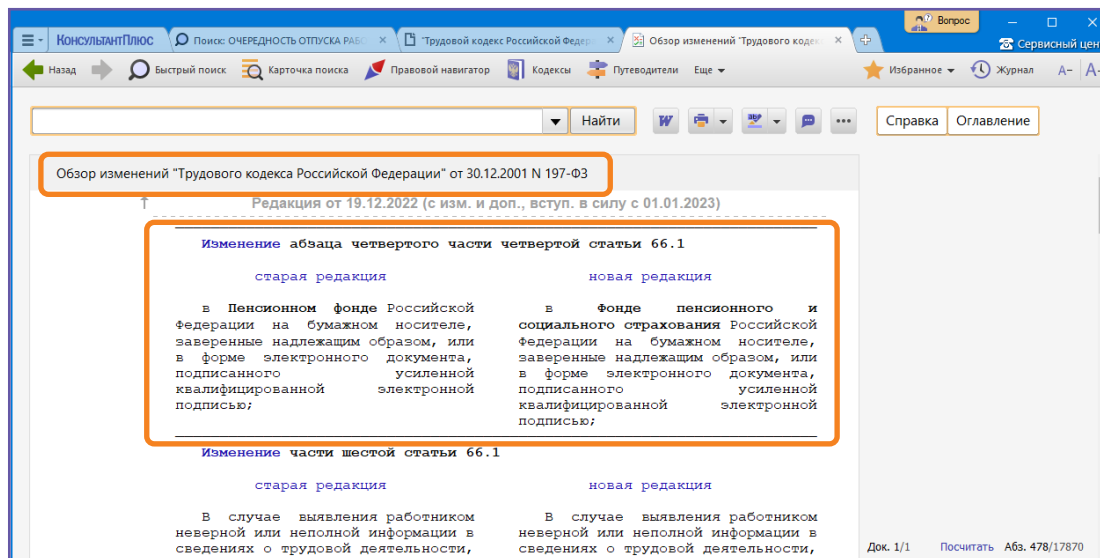 Вопрос
КонсультантПлюс
Поиск: ОЧЕРЕДНОСТЬ ОТПУСКА РАБО
"Трудовой кодекс Российской Федер
Обзор изменений "Трудового кодек
Сервисный цен
Назад
Быстрый поиск
Карточка поиска
Правовой навигатор
Кодексы
Путеводители
Еще
Избранное
Журнал
А−
А-
Найти
W
Справка
Оглавление
Обзор изменений "Трудового кодекса Российской Федерации" от 30.12.2001 N 197-ФЗ
↑ Редакция от 19.12.2022 (с изм. и доп., вступ. в силу с 01.01.2023)
Изменение абзаца четвертого части четвертой статьи 66.1
старая редакция
в Пенсионном фонде Российской
Федерации на бумажном носителе,
заверенные надлежащим образом, или
в форме электронного документа,
подписанного усиленной
квалифицированной электронной
подписью;
новая редакция
в Фонде пенсионного и
социального страхования Российской
Федерации на бумажном носителе,
заверенные надлежащим образом, или
в форме электронного документа,
подписанного усиленной
квалифицированной электронной
подписью;
Изменение части шестой статьи 66.1
старая редакция
В случае выявления работником
неверной или неполной информации в
сведениях о трудовой деятельности,
новая редакция
В случае выявления работником
неверной или неполной информации в
сведениях о трудовой деятельности,
Док. 1/1
Посчитать
Абз. 478/17870